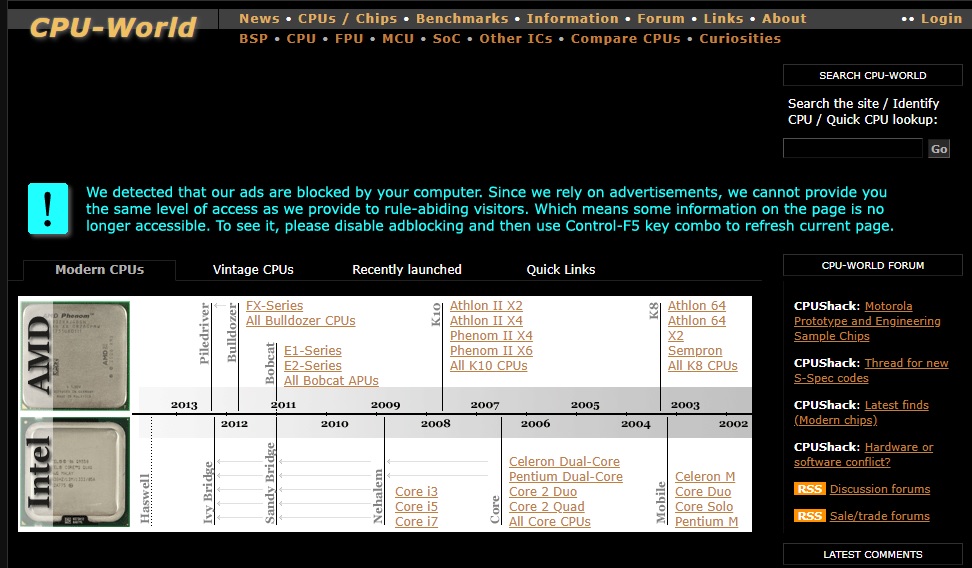 CPU-World
News • CPUs / Chips • Benchmarks • Information • Forum • Links • About
•• Login
BSP • CPU • FPU • MCU • SoC • Other ICs • Compare CPUs • Curiosities
SEARCH CPU-WORLD
Search the site / Identify
CPU / Quick CPU lookup:
Go
!
We detected that our ads are blocked by your computer. Since we rely on advertisements, we cannot provide you
the same level of access as we provide to rule-abiding visitors. Which means some information on the page is no
longer accessible. To see it, please disable adblocking and then use Control-F5 key combo to refresh current page.
Modern CPUs
Vintage CPUs
Recently launched
Quick Links
AMD
Piledriver
Bulldozer
FX-Series
All Bulldozer CPUs
Bobcat
E1-Series
E2-Series
All Bobcat APUs
K10
Athlon II X2
Athlon II X4
Phenom II X4
Phenom II X6
All K10 CPUs
K8
Athlon 64
Athlon 64
X2
Sempron
All K8 CPUs
2013 2011 2009 2007 2005 2003
2012 2010 2008 2006 2004 2002
Intel
Haswell
Ivy Bridge
Sandy Bridge
Nehalem
Core i3
Core i5
Core i7
Core
Celeron Dual-Core
Pentium Dual-Core
Core 2 Duo
Core 2 Quad
All Core CPUs
Mobile
Celeron M
Core Duo
Core Solo
Pentium M
CPU-WORLD FORUM
CPUShack: Motorola
Prototype and Engineering
Sample Chips
CPUShack: Thread for new
S-Spec codes
CPUShack: Latest finds
(Modern chips)
CPUShack: Hardware or
software conflict?
RSS Discussion forums
RSS Sale/trade forums
LATEST COMMENTS